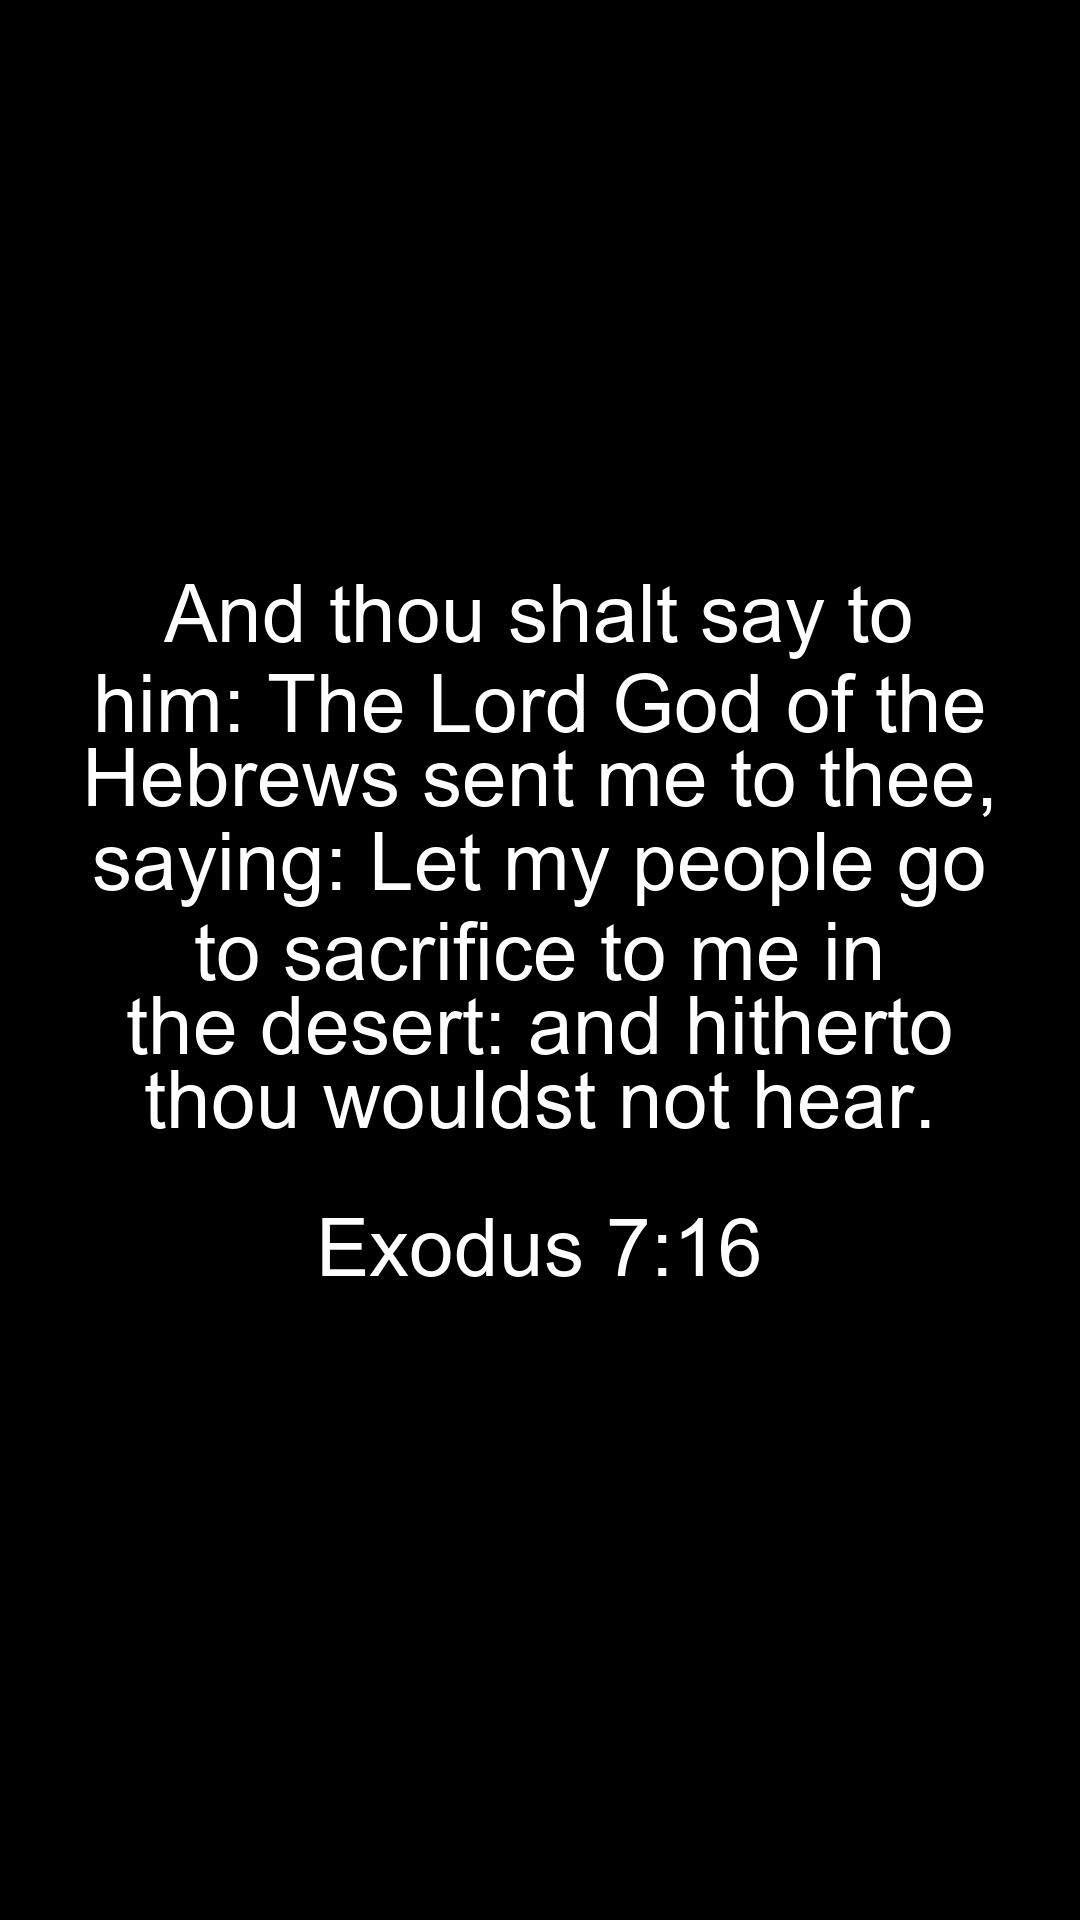 And thou shalt say to
him: The Lord God of the
Hebrews sent me to thee,
saying: Let my people go
to sacrifice to me in
the desert: and hitherto
thou wouldst not hear.
Exodus 7:16